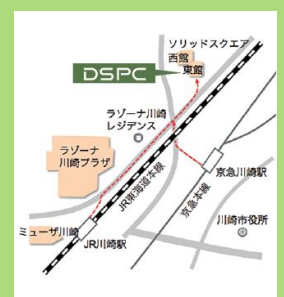 ソリッドスクエア
西館
東館
DSPC
ラゾーナ川崎
レジデンス
ラゾーナ
川崎プラザ
JR東海道本線
京急本線
京急川崎駅
川崎市役所
ミューザ川崎
JR川崎駅